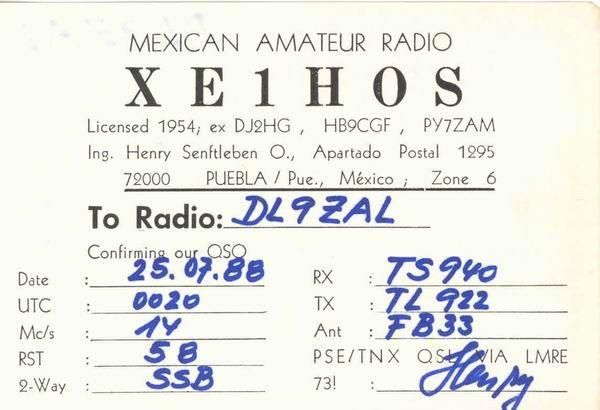 MEXICAN AMATEUR RADIO
XE1HOS
Licensed 1954; ex DJ2HG , HB9CGF , PY7ZAM
Ing. Henry Senftleben O., Apartado Postal 1295
72000 PUEBLA / Pue., México ; Zone 6
To Radio: DL9ZAL
Confirming our QSO
Date : 25.07.88 RX : TS940
UTC : 0020 TX : TL922
Mc/s : 14 Ant : FB33
RST : 58 PSE/TNX QSL VIA LMRE
2-Way : SSB 73! : Henry